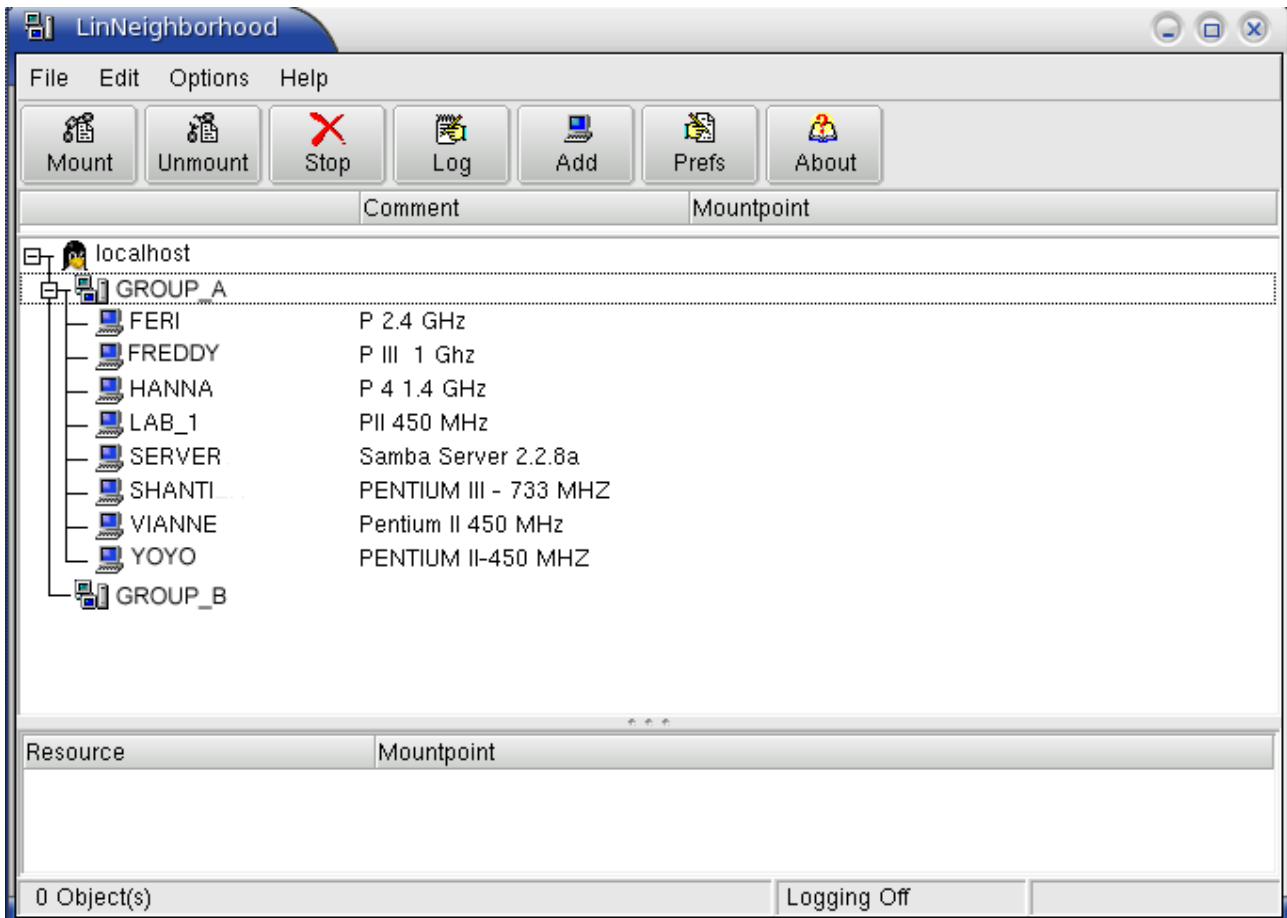 LinNeighborhood
File Edit Options Help
Mount Unmount Stop Log Add Prefs About
Comment Mountpoint
localhost
GROUP_A
FERI P 2.4 GHz
FREDDY P III 1 Ghz
HANNA P 4 1.4 GHz
LAB_1 PII 450 MHz
SERVER Samba Server 2.2.8a
SHANTI PENTIUM III - 733 MHZ
VIANNE Pentium II 450 MHz
YOYO PENTIUM II-450 MHZ
GROUP_B
Resource Mountpoint
0 Object(s) Logging Off